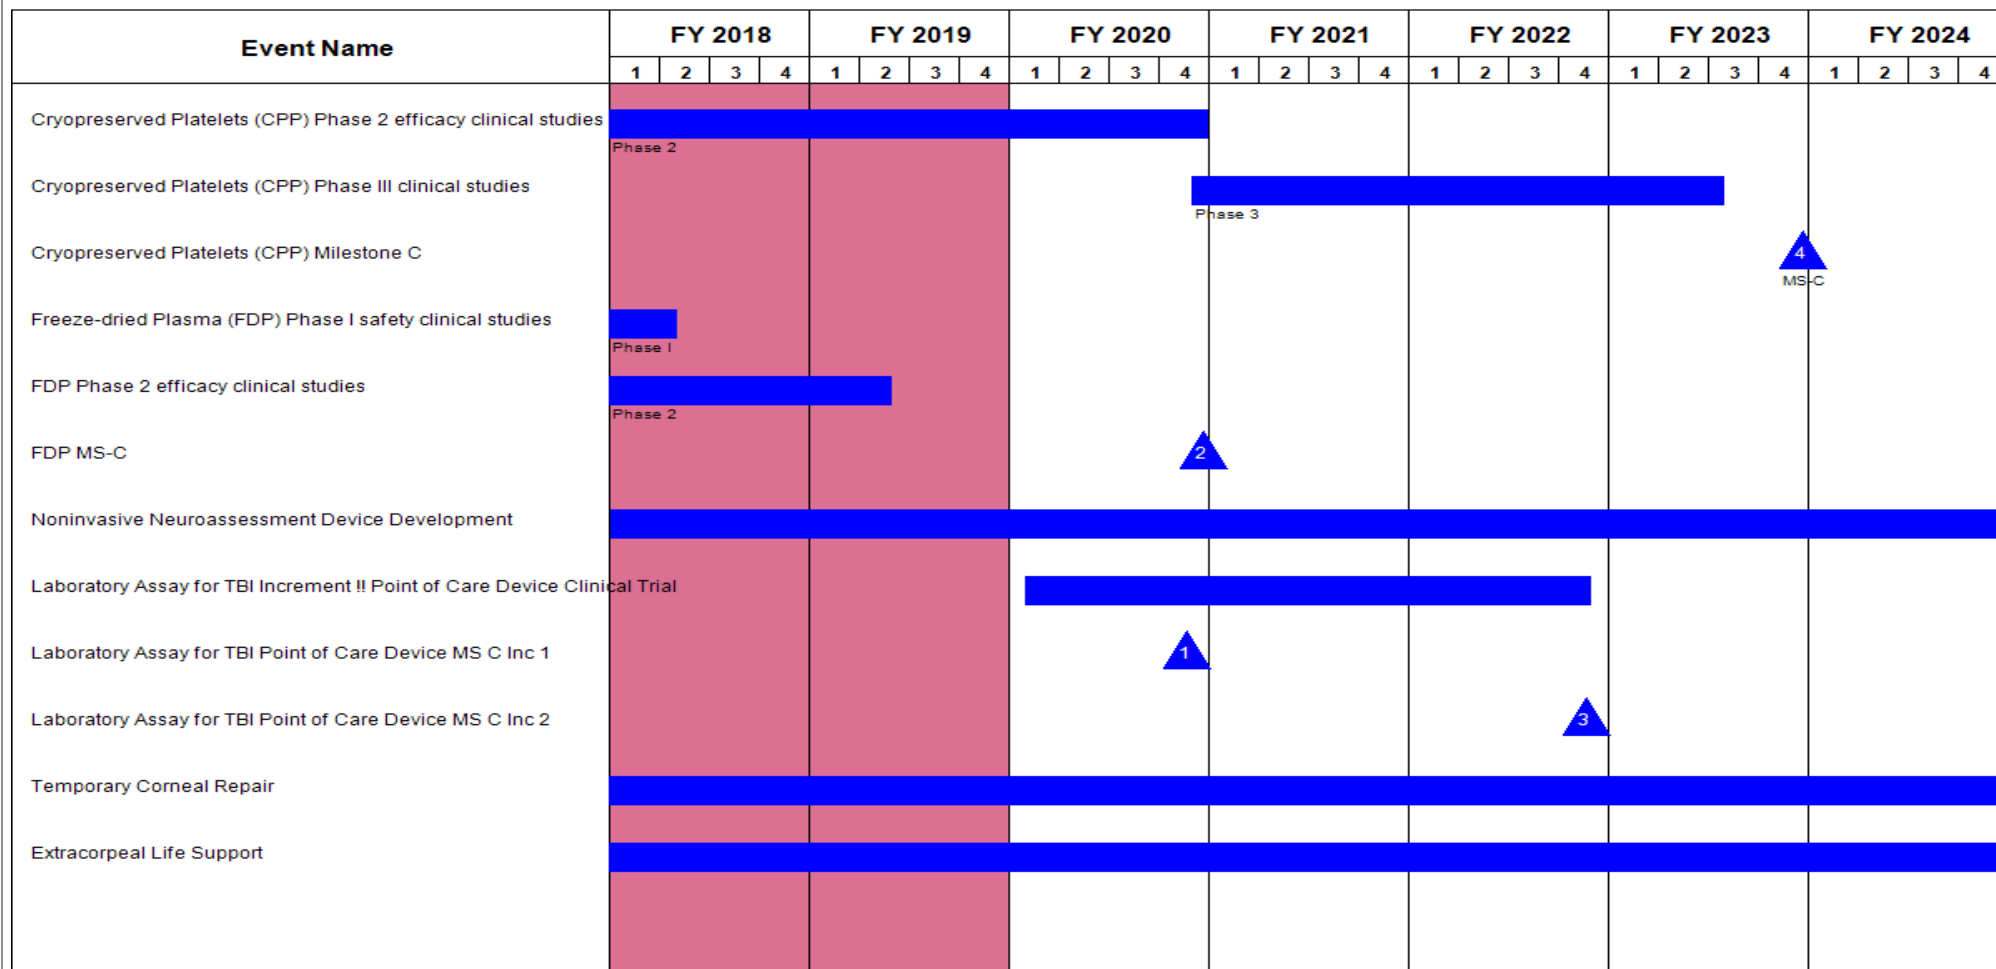 Event Name
FY 2018 FY 2019 FY 2020 FY 2021 FY 2022 FY 2023 FY 2024
1 2 3 4 1 2 3 4 1 2 3 4 1 2 3 4 1 2 3 4 1 2 3 4 1 2 3 4
Cryopreserved Platelets (CPP) Phase 2 efficacy clinical studies
Phase 2
Cryopreserved Platelets (CPP) Phase III clinical studies
Phase 3
Cryopreserved Platelets (CPP) Milestone C
4
MS-C
Freeze-dried Plasma (FDP) Phase I safety clinical studies
Phase I
FDP Phase 2 efficacy clinical studies
Phase 2
FDP MS-C
2
Noninvasive Neuroassessment Device Development
Laboratory Assay for TBI Increment !! Point of Care Device Clinical Trial
Laboratory Assay for TBI Point of Care Device MS C Inc 1
1
Laboratory Assay for TBI Point of Care Device MS C Inc 2
3
Temporary Corneal Repair
Extracorpeal Life Support